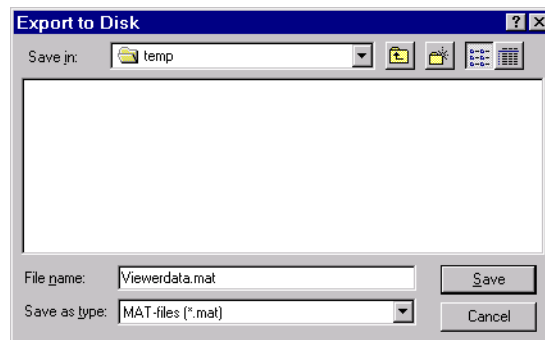 Export to Disk
Save in: temp
File name: Viewerdata.mat Save
Save as type: MAT-files (*.mat) Cancel